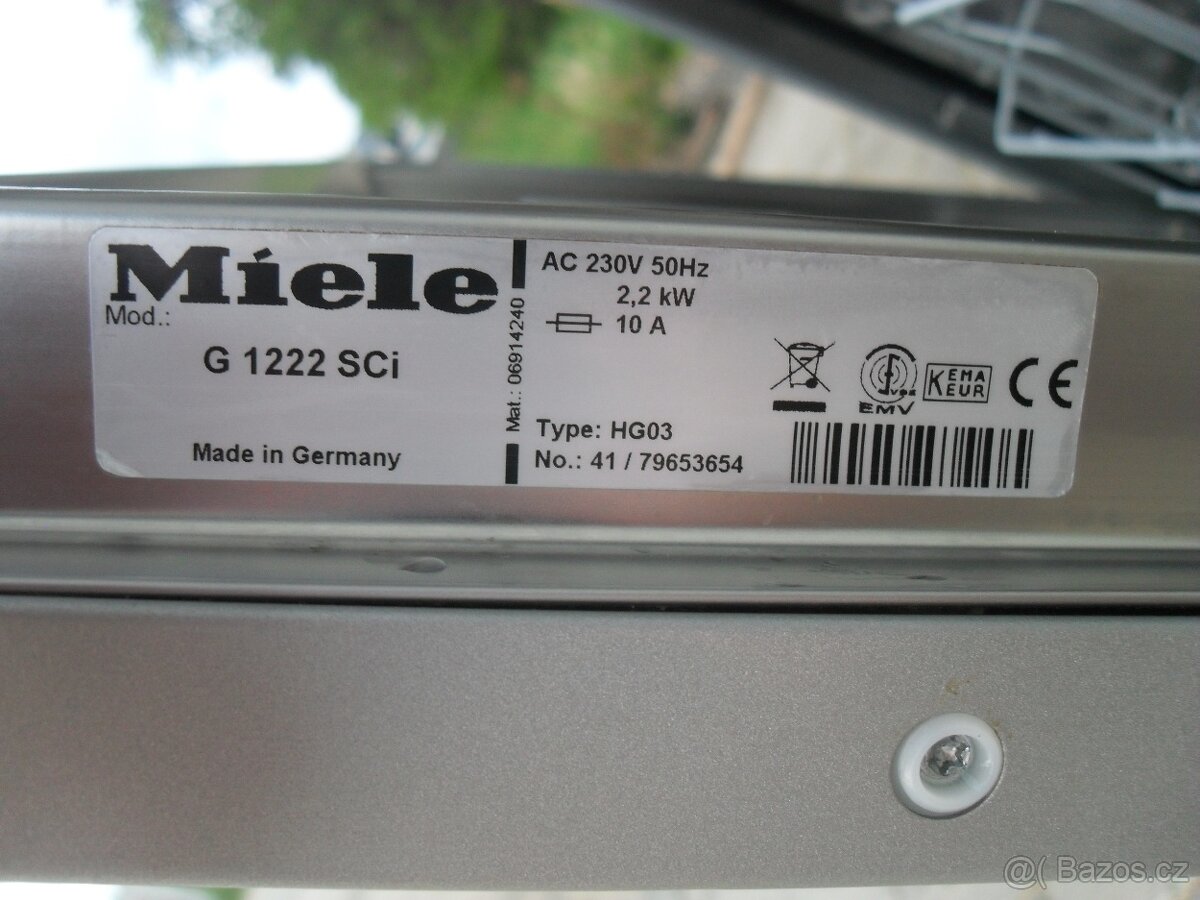 Miele
Mod.:
G 1222 SCi
Made in Germany
Mat.: 06914240
AC 230V 50Hz
2,2 kW
10 A
Type: HG03
No.: 41 / 79653654
VDE
EMV
KEMA
KEUR
CE
@( Bazos.cz